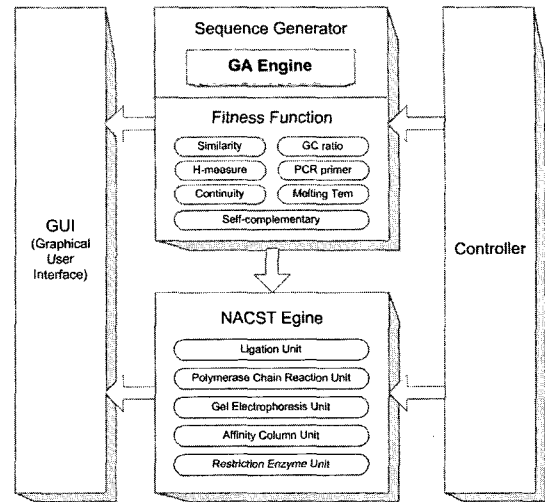 Sequence Generator
GA Engine
Fitness Function
Similarity
GC ratio
H-measure
PCR primer
Continuity
Melting Tem
Self-complementary
GUI
(Graphical
User
Interface)
Controller
NACST Egine
Ligation Unit
Polymerase Chain Reaction Unit
Gel Electrophoresis Unit
Affinity Column Unit
Restriction Enzyme Unit